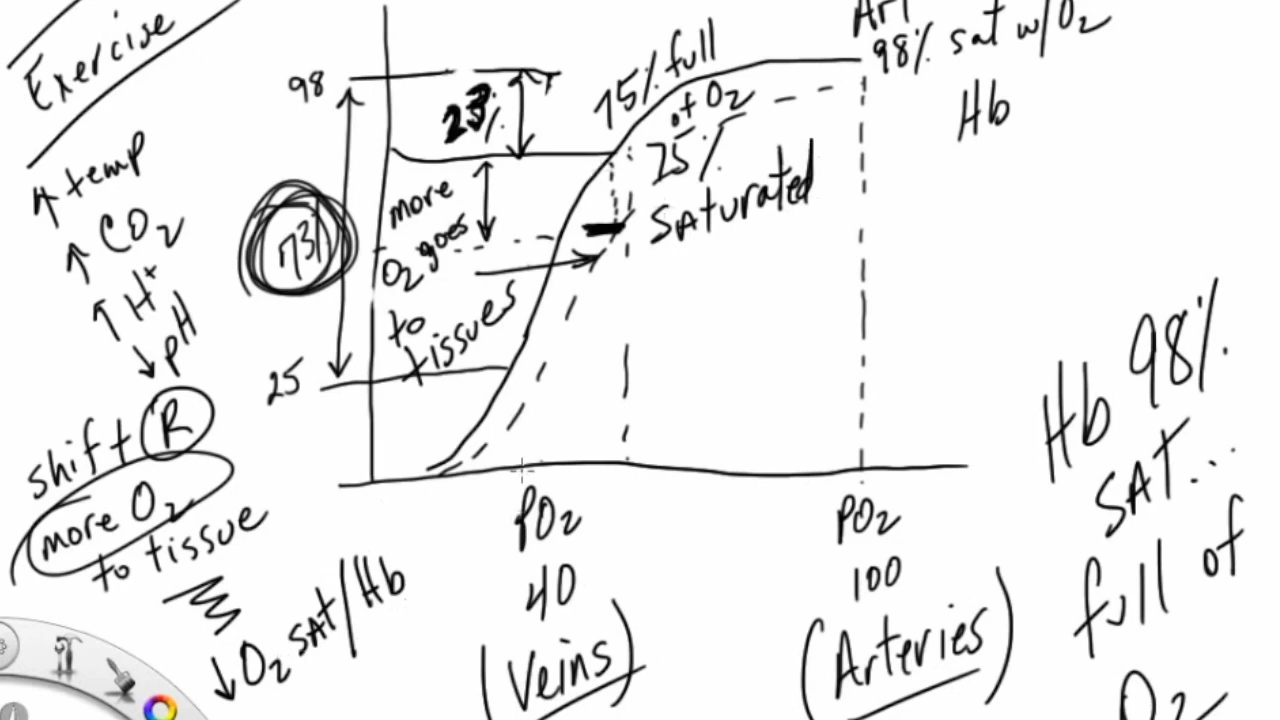 Exercise
↑ temp
↑ CO2
↑ H+
↓ pH
shift R
more O2
to tissue
↓ O2 sat/Hb
98
73%
25
23%
more
O2 goes
to
tissues
75% full
of O2
25%
saturated
Art
98% sat w/O2
Hb
PO2
40
(Veins)
PO2
100
(Arteries)
Hb 98%
SAT...
full of
O2